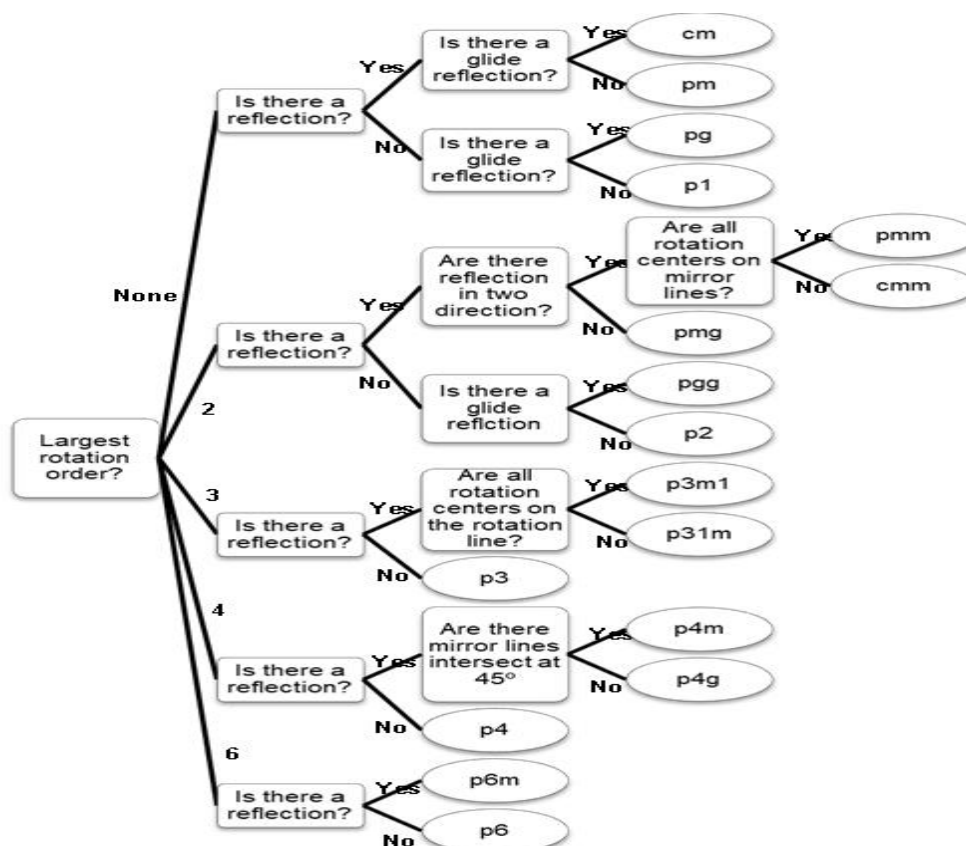 Largest
rotation
order?
None
Is there a
reflection?
Yes
Is there a
glide
reflection?
Yes
cm
No
pm
No
Is there a
glide
reflection?
Yes
pg
No
p1
2
Is there a
reflection?
Yes
Are there
reflection
in two
direction?
Yes
Are all
rotation
centers on
mirror
lines?
Yes
pmm
No
cmm
No
pmg
No
Is there a
glide
reflction
Yes
pgg
No
p2
3
Is there a
reflection?
Yes
Are all
rotation
centers on
the rotation
line?
Yes
p3m1
No
p31m
No
p3
4
Is there a
reflection?
Yes
Are there
mirror lines
intersect at
45°
Yes
p4m
No
p4g
No
p4
6
Is there a
reflection?
Yes
p6m
No
p6